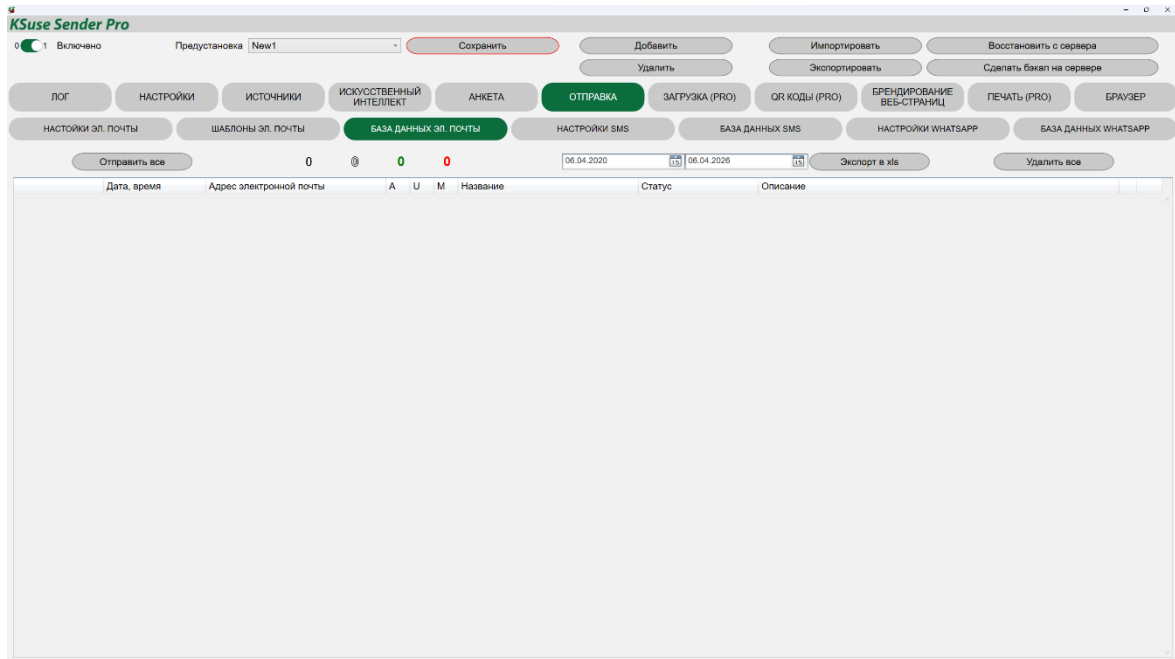 KSuse Sender Pro
0 1 Включено Предустановка New1 Сохранить Добавить Импортировать Восстановить с сервера
Удалить Экспортировать Сделать бэкап на сервере
ЛОГ НАСТРОЙКИ ИСТОЧНИКИ ИСКУССТВЕННЫЙ ИНТЕЛЛЕКТ АНКЕТА ОТПРАВКА ЗАГРУЗКА (PRO) QR КОДЫ (PRO) БРЕНДИРОВАНИЕ ВЕБ-СТРАНИЦ ПЕЧАТЬ (PRO) БРАУЗЕР
НАСТОЙКИ ЭЛ. ПОЧТЫ ШАБЛОНЫ ЭЛ. ПОЧТЫ БАЗА ДАННЫХ ЭЛ. ПОЧТЫ НАСТРОЙКИ SMS БАЗА ДАННЫХ SMS НАСТРОЙКИ WHATSAPP БАЗА ДАННЫХ WHATSAPP
Отправить все 0 @ 0 0 06.04.2020 15 06.04.2026 15 Экспорт в xls Удалить все
Дата, время Адрес электронной почты A U M Название Статус Описание